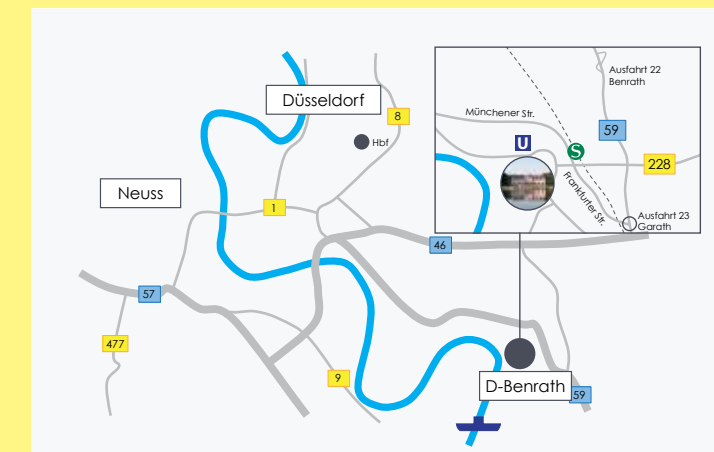 Düsseldorf
8
Hbf
Neuss
1
46
57
477
9
D-Benrath
59
Ausfahrt 22
Benrath
Münchener Str.
59
U
S
228
Frankfurter Str.
Ausfahrt 23
Garath